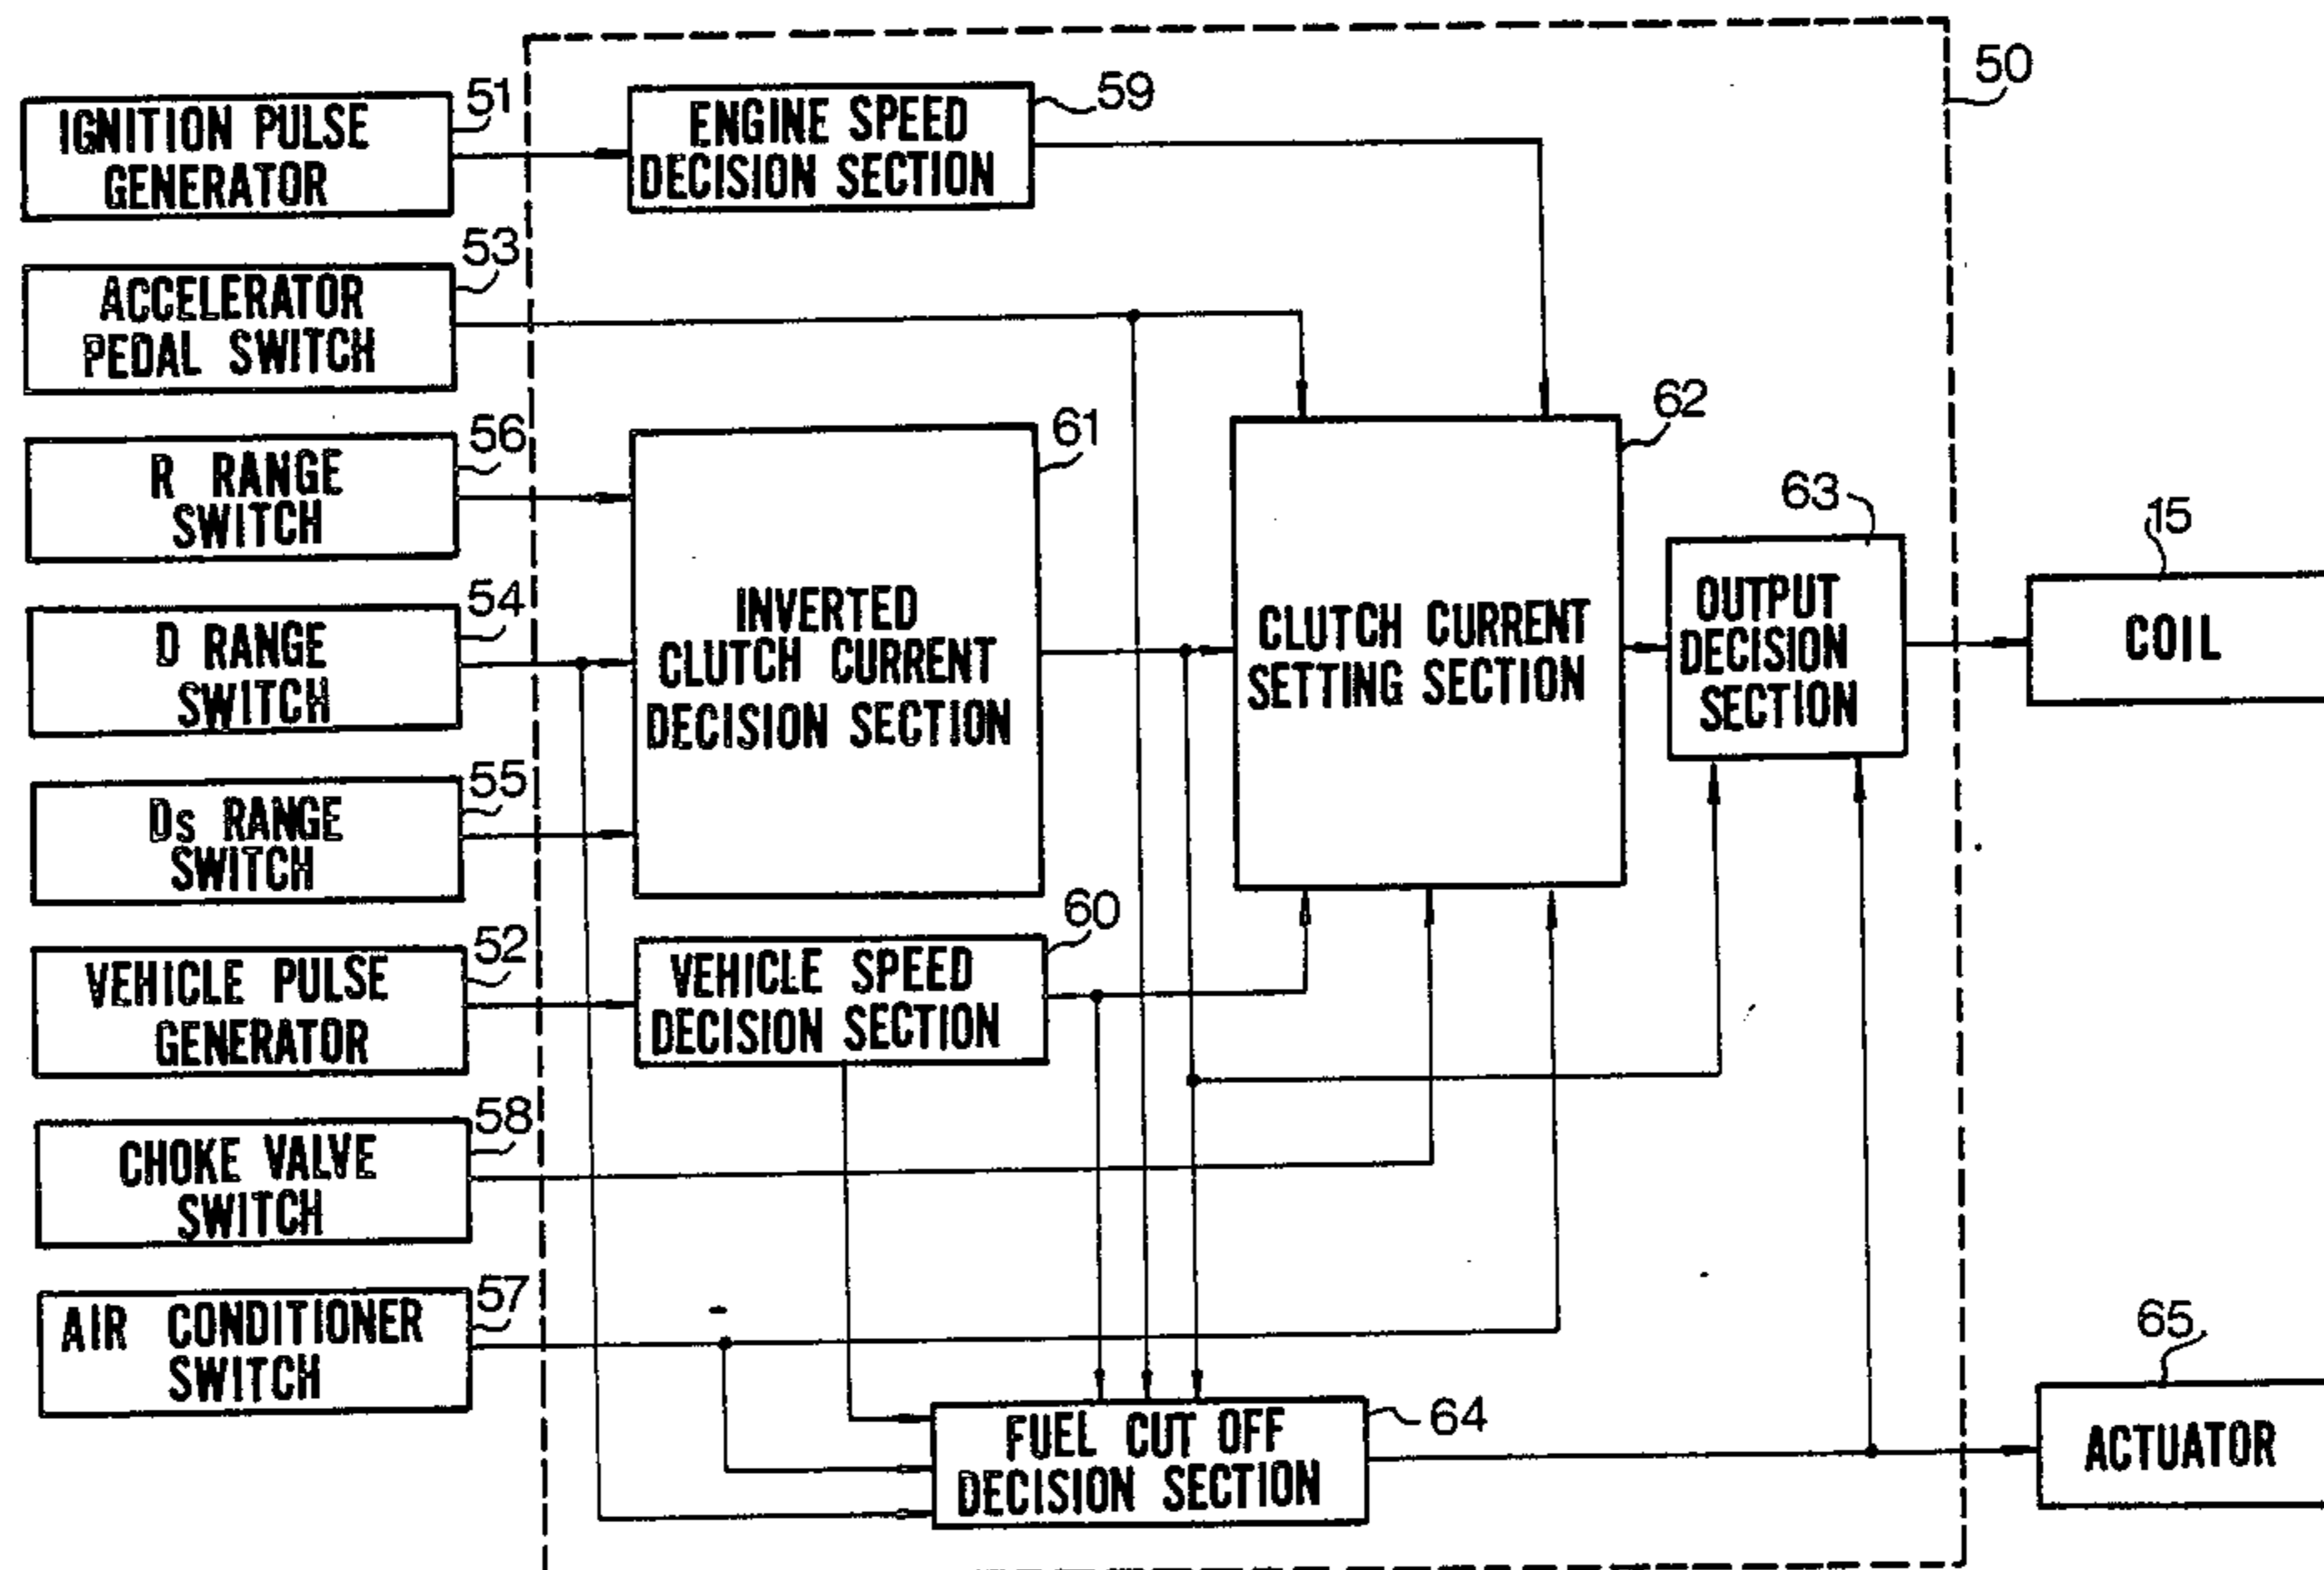 50
51
IGNITION PULSE
GENERATOR
59
ENGINE SPEED
DECISION SECTION
53
ACCELERATOR
PEDAL SWITCH
56
R RANGE
SWITCH
61
INVERTED
CLUTCH CURRENT
DECISION SECTION
62
CLUTCH CURRENT
SETTING SECTION
63
OUTPUT
DECISION
SECTION
15
COIL
54
D RANGE
SWITCH
55
Ds RANGE
SWITCH
52
VEHICLE PULSE
GENERATOR
60
VEHICLE SPEED
DECISION SECTION
58
CHOKE VALVE
SWITCH
57
AIR CONDITIONER
SWITCH
64
FUEL CUT OFF
DECISION SECTION
65
ACTUATOR